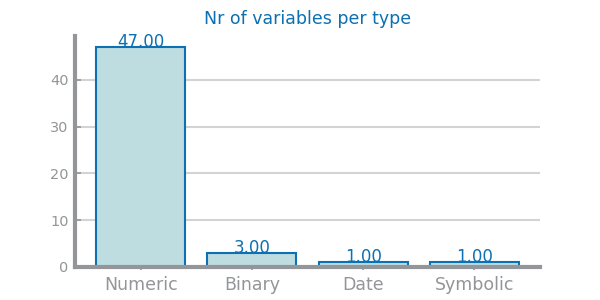 Nr of variables per type
47.00
40
30
20
10
0
3.00
1.00
1.00
Numeric
Binary
Date
Symbolic